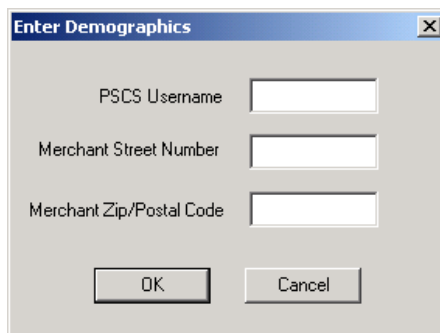 Enter Demographics
PSCS Username
Merchant Street Number
Merchant Zip/Postal Code
OK
Cancel